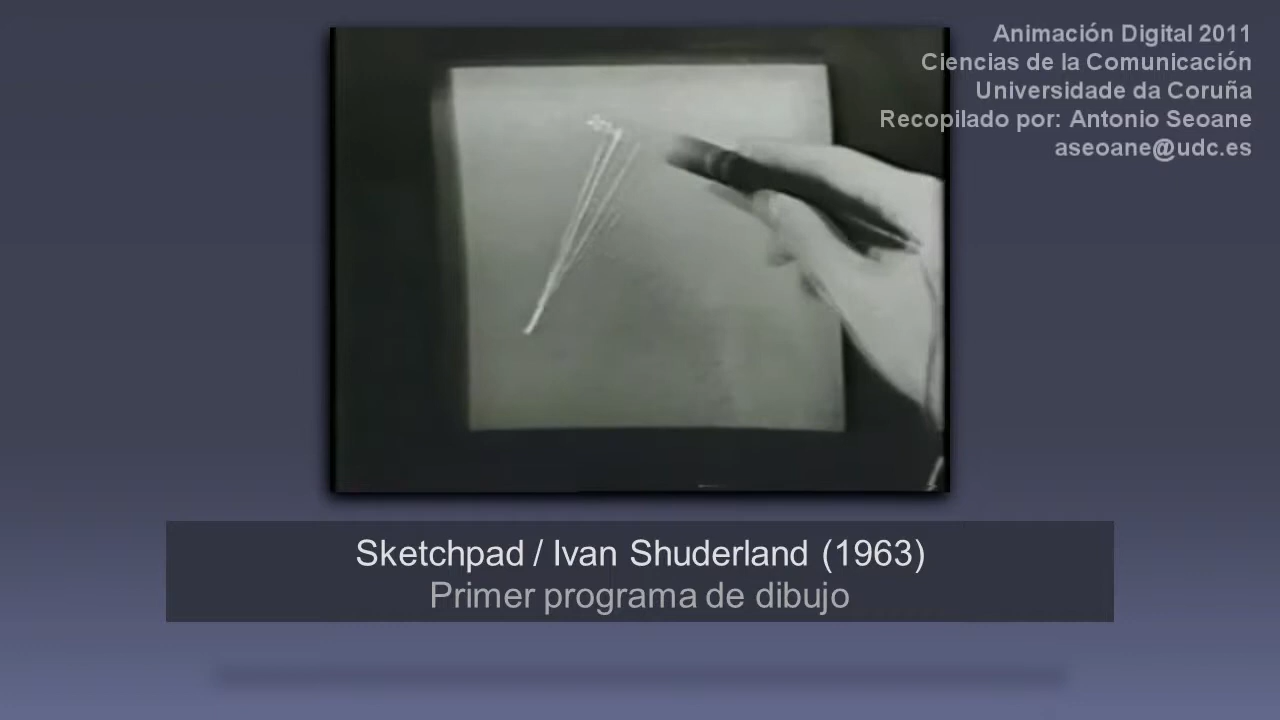 Animación Digital 2011
Ciencias de la Comunicación
Universidade da Coruña
Recopilado por: Antonio Seoane
aseoane@udc.es
Sketchpad / Ivan Shuderland (1963)
Primer programa de dibujo